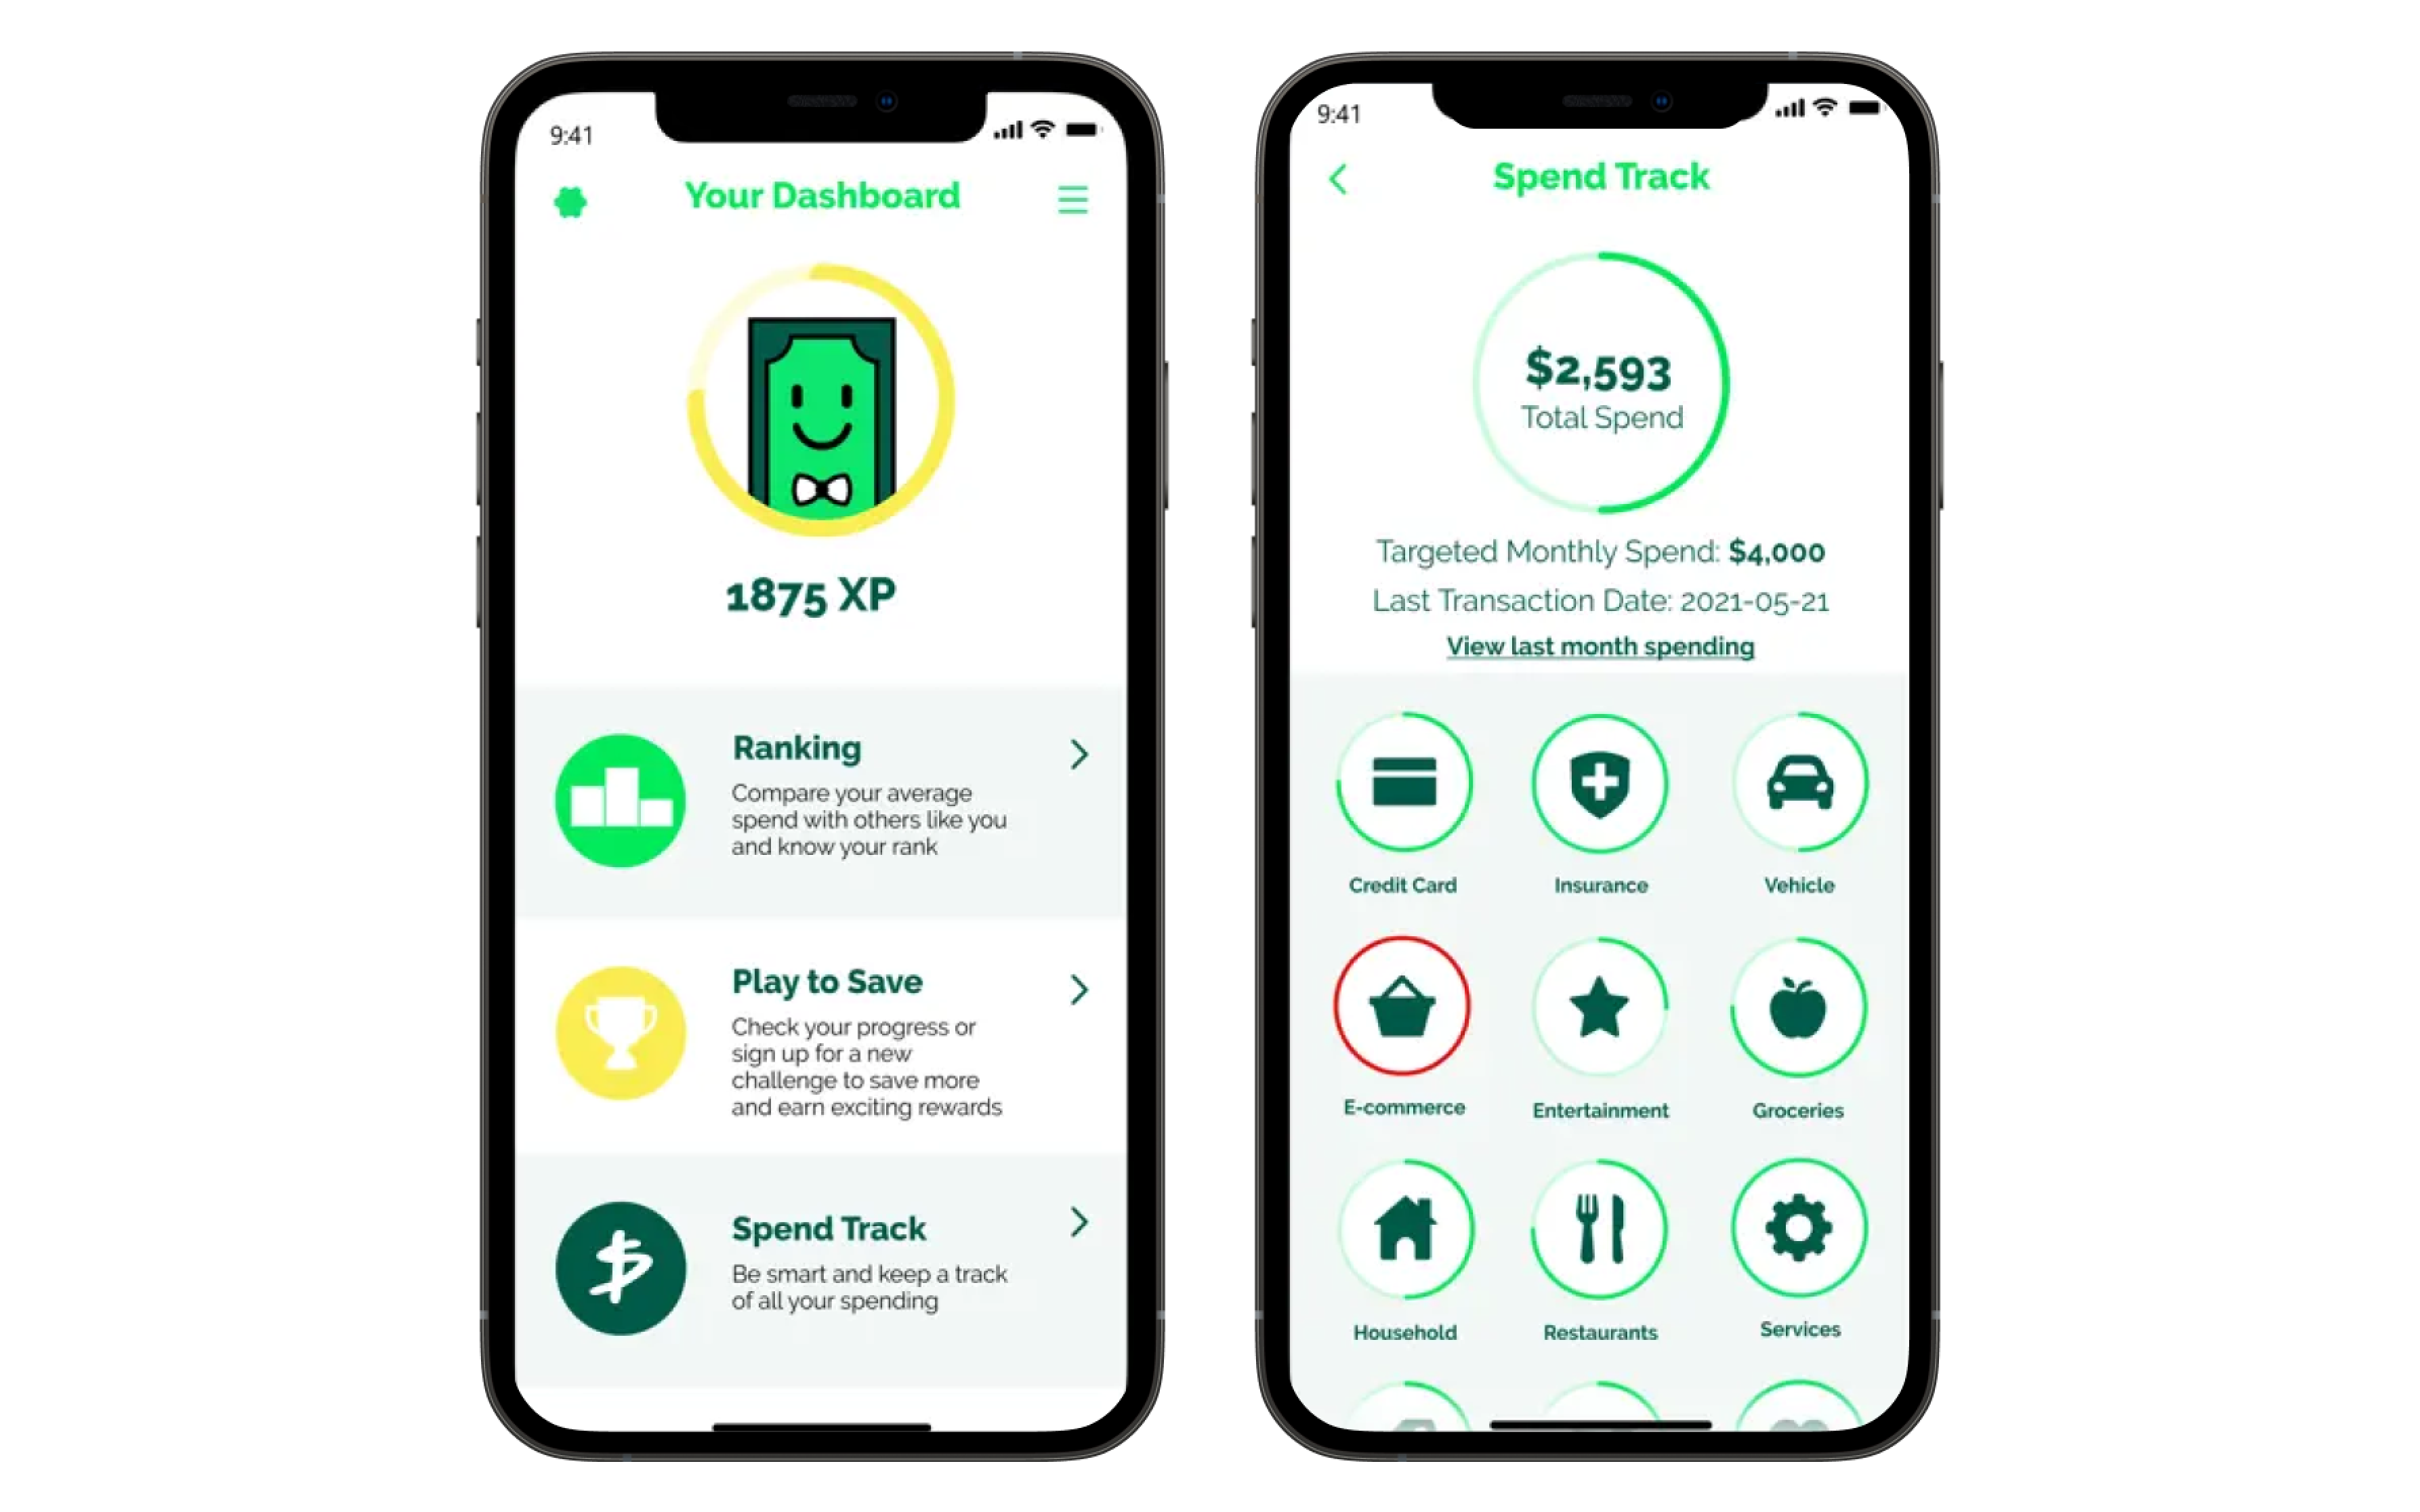 9:41
Your Dashboard
1875 XP
Ranking
Compare your average
spend with others like you
and know your rank
Play to Save
Check your progress or
sign up for a new
challenge to save more
and earn exciting rewards
Spend Track
Be smart and keep a track
of all your spending
9:41
Spend Track
$2,593
Total Spend
Targeted Monthly Spend: $4,000
Last Transaction Date: 2021-05-21
View last month spending
Credit Card
Insurance
Vehicle
E-commerce
Entertainment
Groceries
Household
Restaurants
Services